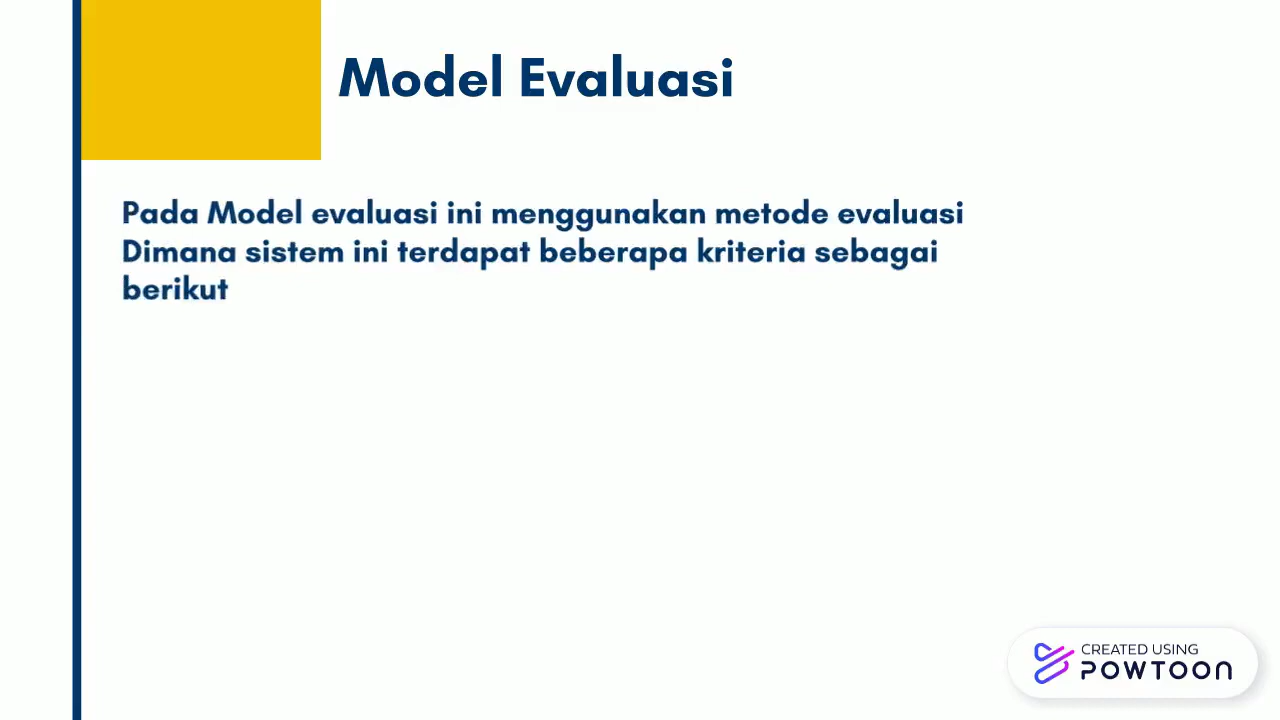 Model Evaluasi
Pada Model evaluasi ini menggunakan metode evaluasi
Dimana sistem ini terdapat beberapa kriteria sebagai
berikut
CREATED USING
POWTOON